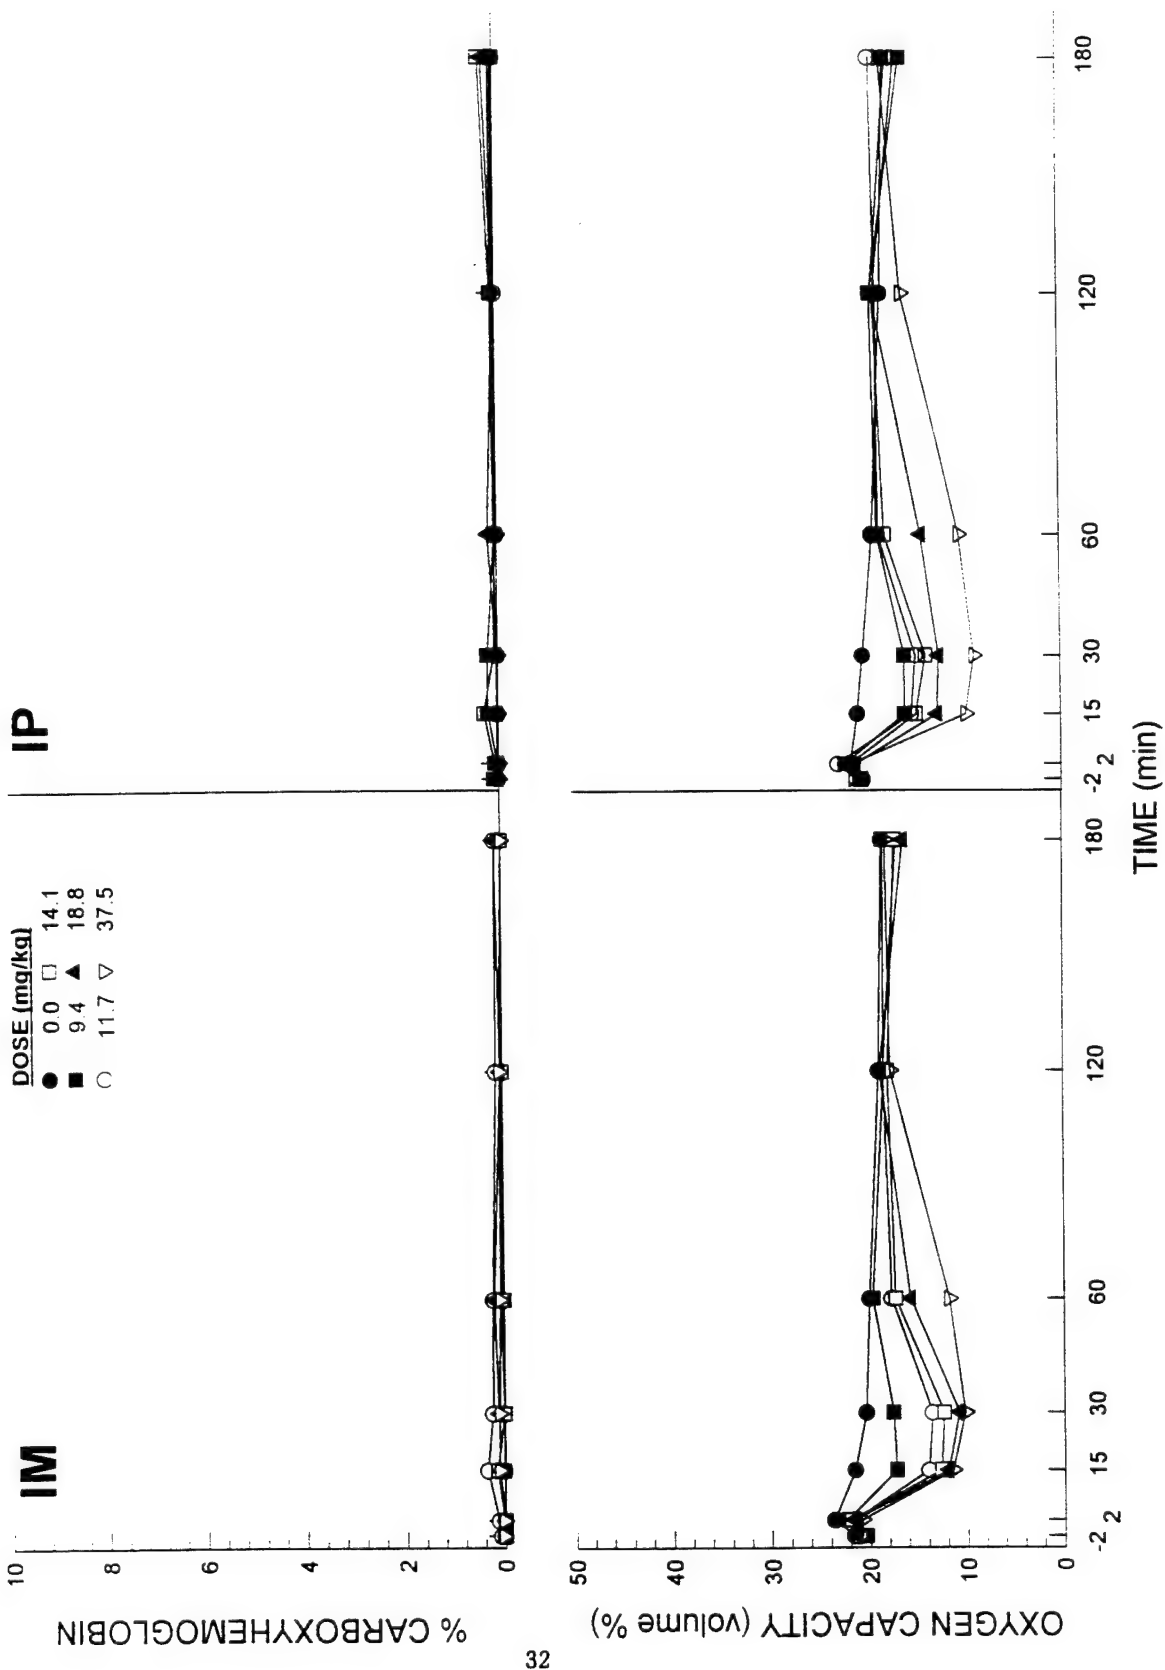 IM
IP
DOSE (mg/kg)
● 0.0 □ 14.1
■ 9.4 ▲ 18.8
○ 11.7 ▽ 37.5
% CARBOXYHEMOGLOBIN
10
8
6
4
2
0
OXYGEN CAPACITY (volume %)
50
40
30
20
10
0
-2 2 15 30 60 120 180 -2 2 15 30 60 120 180
TIME (min)
32